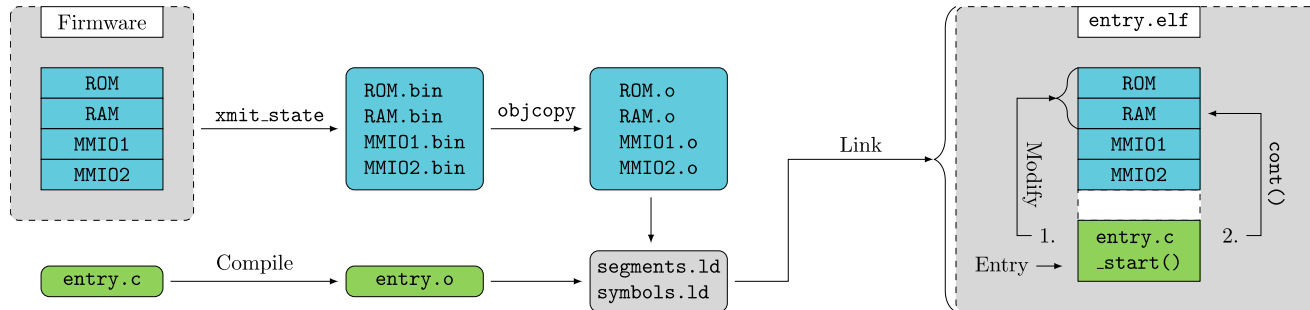 Firmware
ROM
RAM
MMIO1
MMIO2
xmit_state
ROM.bin
RAM.bin
MMIO1.bin
MMIO2.bin
objcopy
ROM.o
RAM.o
MMIO1.o
MMIO2.o
entry.c
Compile
entry.o
segments.ld
symbols.ld
Link
entry.elf
ROM
RAM
MMIO1
MMIO2
Modify
1.
cont()
2.
Entry
entry.c
_start()